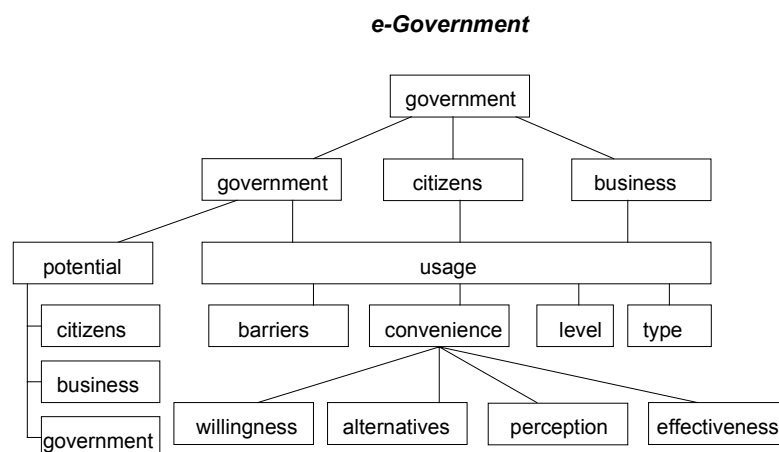 e-Government
government
government citizens business
potential usage
citizens barriers convenience level type
business
government willingness alternatives perception effectiveness